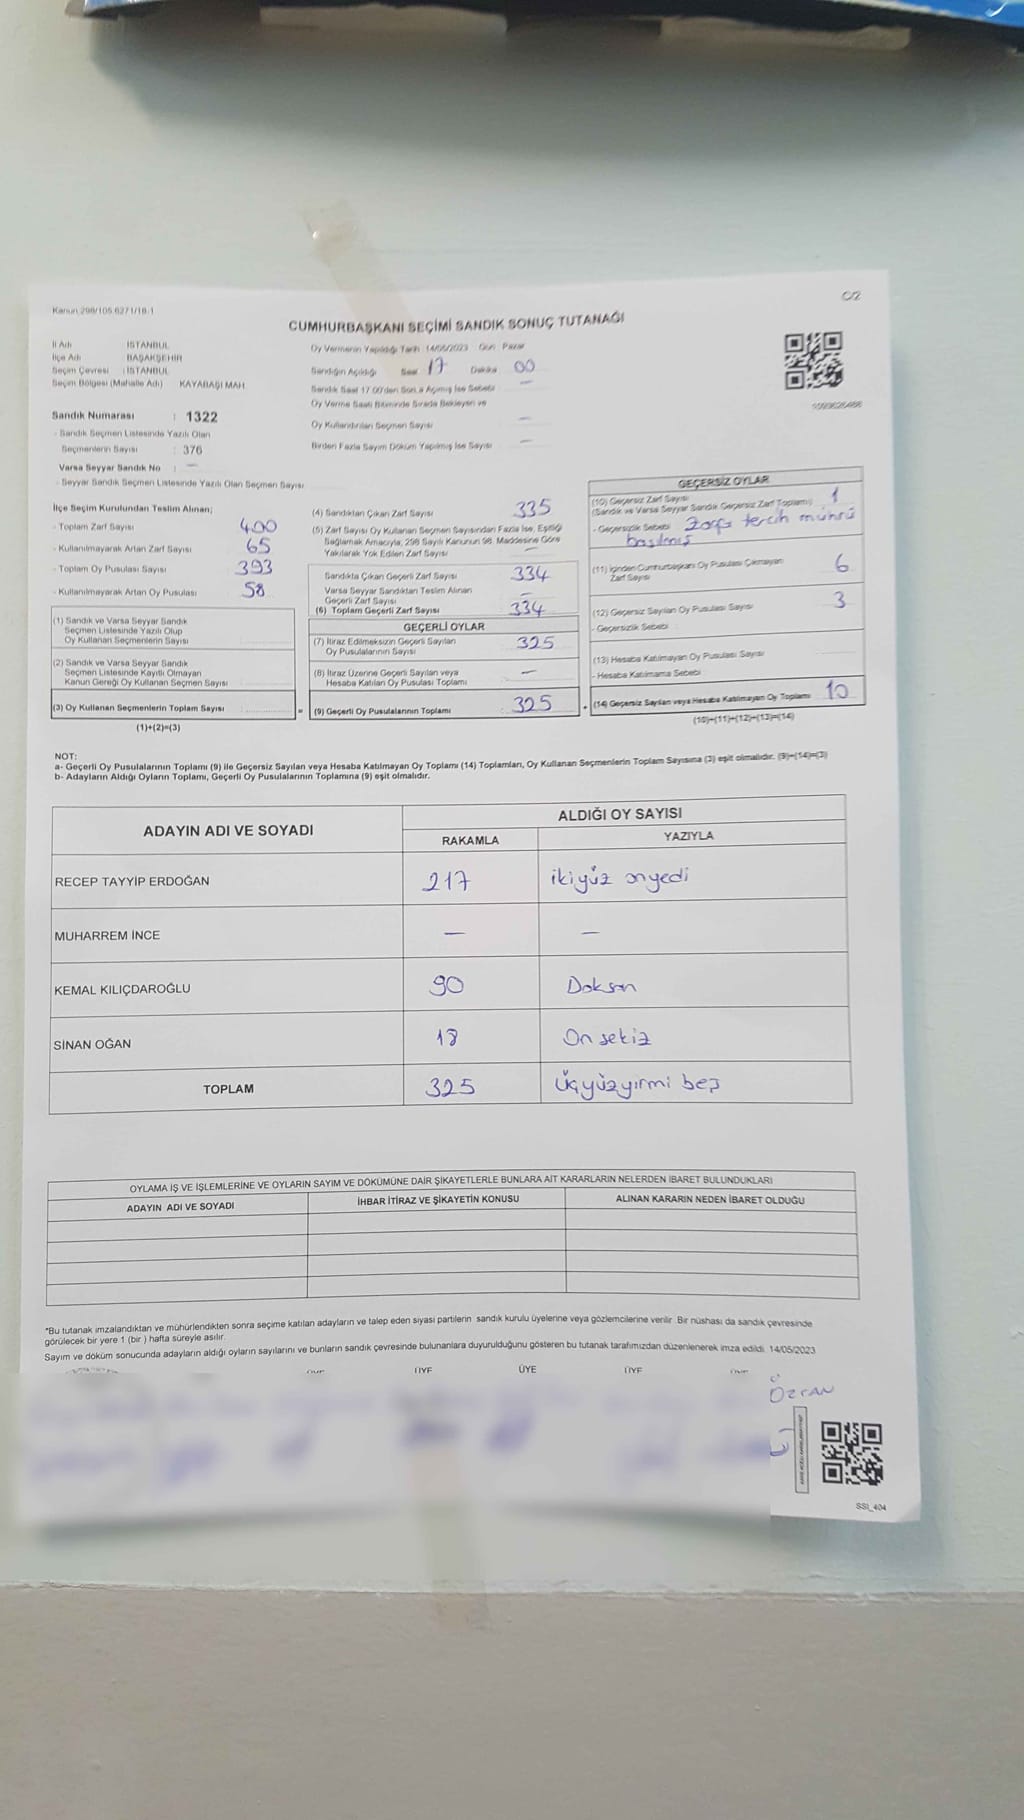 Kanun 298/105 6271/18.1
C/2
CUMHURBAŞKANI SEÇİMİ SANDIK SONUÇ TUTANAĞI
İl Adı : İSTANBUL
İlçe Adı : BAŞAKŞEHİR
Seçim Çevresi : İSTANBUL
Seçim Bölgesi (Mahalle Adı) KAYABAŞI MAH.
Sandık Numarası : 1322
- Sandık Seçmen Listesinde Yazılı Olan
Seçmenlerin Sayısı : 376
Varsa Seyyar Sandık No : —
- Seyyar Sandık Seçmen Listesinde Yazılı Olan Seçmen Sayısı
Oy Vermenin Yapıldığı Tarih : 14/05/2023 Gün : Pazar
Sandığın Açıldığı Saat 17 Dakika 00
Sandık Saat 17.00'den Sonra Açılmış İse Sebebi —
Oy Verme Saati Bitiminde Sırada Bekleyen ve
Oy Kullandırılan Seçmen Sayısı —
Birden Fazla Sayım Döküm Yapılmış İse Sayısı —
İlçe Seçim Kurulundan Teslim Alınan;
- Toplam Zarf Sayısı 400
- Kullanılmayarak Artan Zarf Sayısı 65
- Toplam Oy Pusulası Sayısı 393
- Kullanılmayarak Artan Oy Pusulası 58
(1) Sandık ve Varsa Seyyar Sandık
Seçmen Listesinde Yazılı Olup
Oy Kullanan Seçmenlerin Sayısı
(2) Sandık ve Varsa Seyyar Sandık
Seçmen Listesinde Kayıtlı Olmayan
Kanun Gereği Oy Kullanan Seçmen Sayısı
(3) Oy Kullanan Seçmenlerin Toplam Sayısı
(1)+(2)=(3)
(4) Sandıktan Çıkan Zarf Sayısı 335
(5) Zarf Sayısı Oy Kullanan Seçmen Sayısından Fazla İse, Eşitliği
Sağlamak Amacıyla, 298 Sayılı Kanunun 98. Maddesine Göre
Yakılarak Yok Edilen Zarf Sayısı —
Sandıkta Çıkan Geçerli Zarf Sayısı 334
Varsa Seyyar Sandıktan Teslim Alınan
Geçerli Zarf Sayısı —
(6) Toplam Geçerli Zarf Sayısı 334
GEÇERLİ OYLAR
(7) İtiraz Edilmeksizin Geçerli Sayılan
Oy Pusulalarının Sayısı 325
(8) İtiraz Üzerine Geçerli Sayılan veya
Hesaba Katılan Oy Pusulası Toplamı —
= (9) Geçerli Oy Pusulalarının Toplamı 325
GEÇERSİZ OYLAR
(10) Geçersiz Zarf Sayısı
(Sandık ve Varsa Seyyar Sandık Geçersiz Zarf Toplamı) 1
- Geçersizlik Sebebi Zarfa tercih mührü
basılmış
(11) İçinden Cumhurbaşkanı Oy Pusulası Çıkmayan
Zarf Sayısı 6
(12) Geçersiz Sayılan Oy Pusulası Sayısı 3
- Geçersizlik Sebebi
(13) Hesaba Katılmayan Oy Pusulası Sayısı
- Hesaba Katılmama Sebebi
+ (14) Geçersiz Sayılan veya Hesaba Katılmayan Oy Toplamı 10
(10)+(11)+(12)+(13)=(14)
NOT:
a- Geçerli Oy Pusulalarının Toplamı (9) ile Geçersiz Sayılan veya Hesaba Katılmayan Oy Toplamı (14) Toplamları, Oy Kullanan Seçmenlerin Toplam Sayısına (3) eşit olmalıdır. (9)+(14)=(3)
b- Adayların Aldığı Oyların Toplamı, Geçerli Oy Pusulalarının Toplamına (9) eşit olmalıdır.
ADAYIN ADI VE SOYADI
ALDIĞI OY SAYISI
RAKAMLA YAZIYLA
RECEP TAYYİP ERDOĞAN 217 ikiyüz onyedi
MUHARREM İNCE — —
KEMAL KILIÇDAROĞLU 90 Doksan
SİNAN OĞAN 18 On sekiz
TOPLAM 325 Üçyüzyirmi beş
OYLAMA İŞ VE İŞLEMLERİNE VE OYLARIN SAYIM VE DÖKÜMÜNE DAİR ŞİKAYETLERLE BUNLARA AİT KARARLARIN NELERDEN İBARET BULUNDUKLARI
ADAYIN ADI VE SOYADI İHBAR İTİRAZ VE ŞİKAYETİN KONUSU ALINAN KARARIN NEDEN İBARET OLDUĞU
*Bu tutanak imzalandıktan ve mühürlendikten sonra seçime katılan adayların ve talep eden siyasi partilerin sandık kurulu üyelerine veya gözlemcilerine verilir. Bir nüshası da sandık çevresinde
görülecek bir yere 1 (bir ) hafta süreyle asılır.
Sayım ve döküm sonucunda adayların aldığı oyların sayılarını ve bunların sandık çevresinde bulunanlara duyurulduğunu gösteren bu tutanak tarafımızdan düzenlenerek imza edildi. 14/05/2023
ÜYE ÜYE ÜYE ÜYE ÜYE
ÖZCAN
SSİ_404